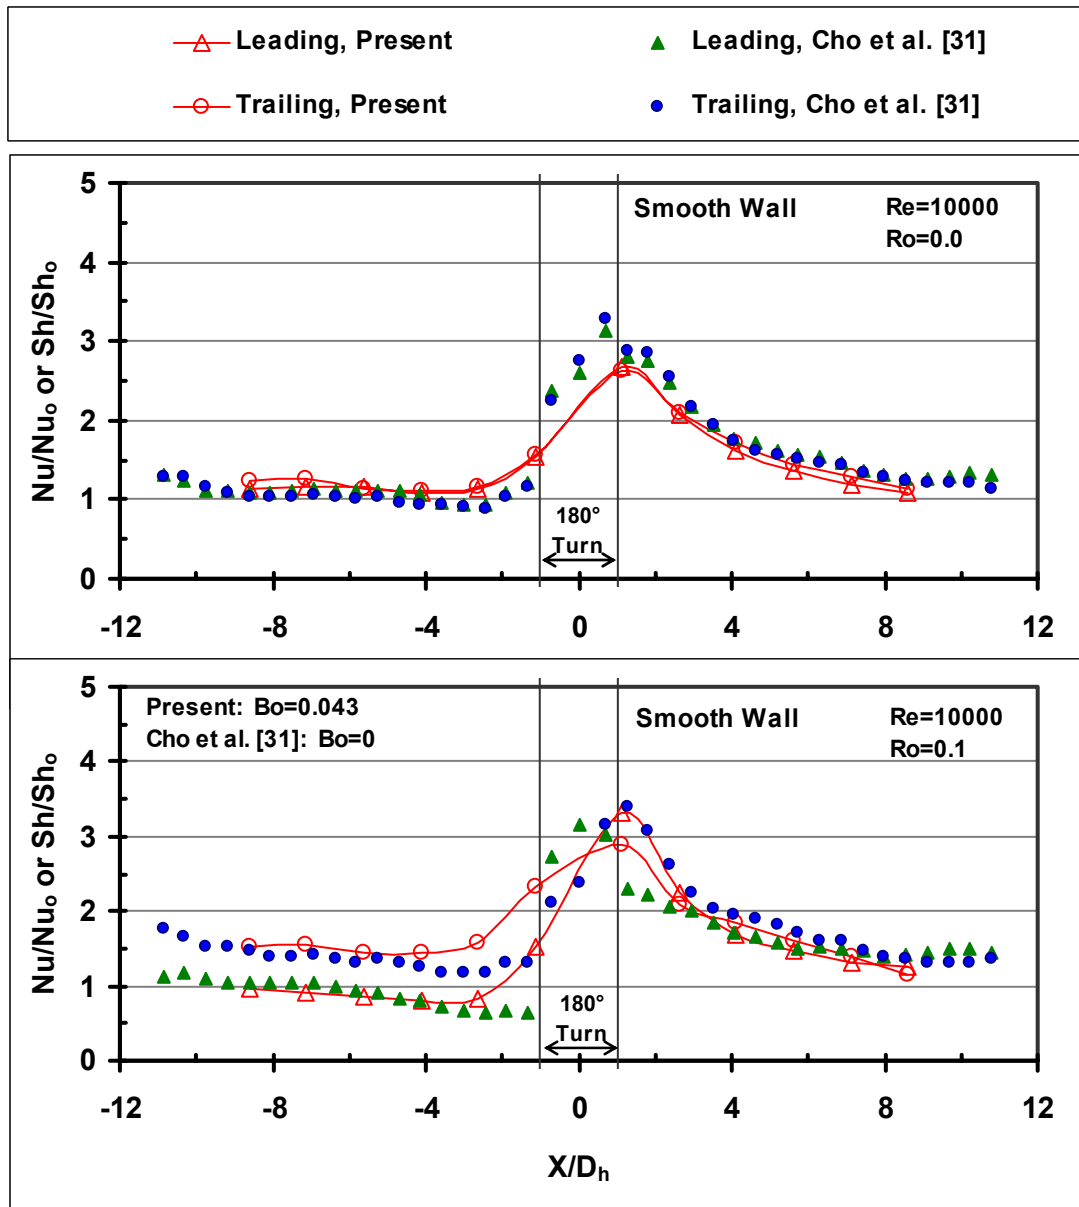 Leading, Present
Leading, Cho et al. [31]
Trailing, Present
Trailing, Cho et al. [31]
5
4
3
2
1
0
Nu/Nuₒ or Sh/Shₒ
Smooth Wall
Re=10000
Ro=0.0
180°
Turn
-12 -8 -4 0 4 8 12
5
4
3
2
1
0
Nu/Nuₒ or Sh/Shₒ
Present: Bo=0.043
Cho et al. [31]: Bo=0
Smooth Wall
Re=10000
Ro=0.1
180°
Turn
-12 -8 -4 0 4 8 12
X/Dₕ